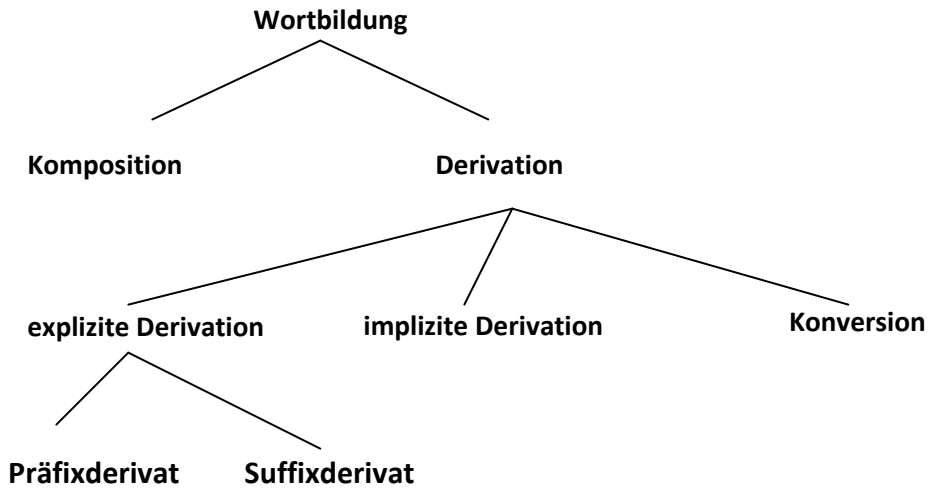 Wortbildung
Komposition Derivation
explizite Derivation implizite Derivation Konversion
Präfixderivat Suffixderivat